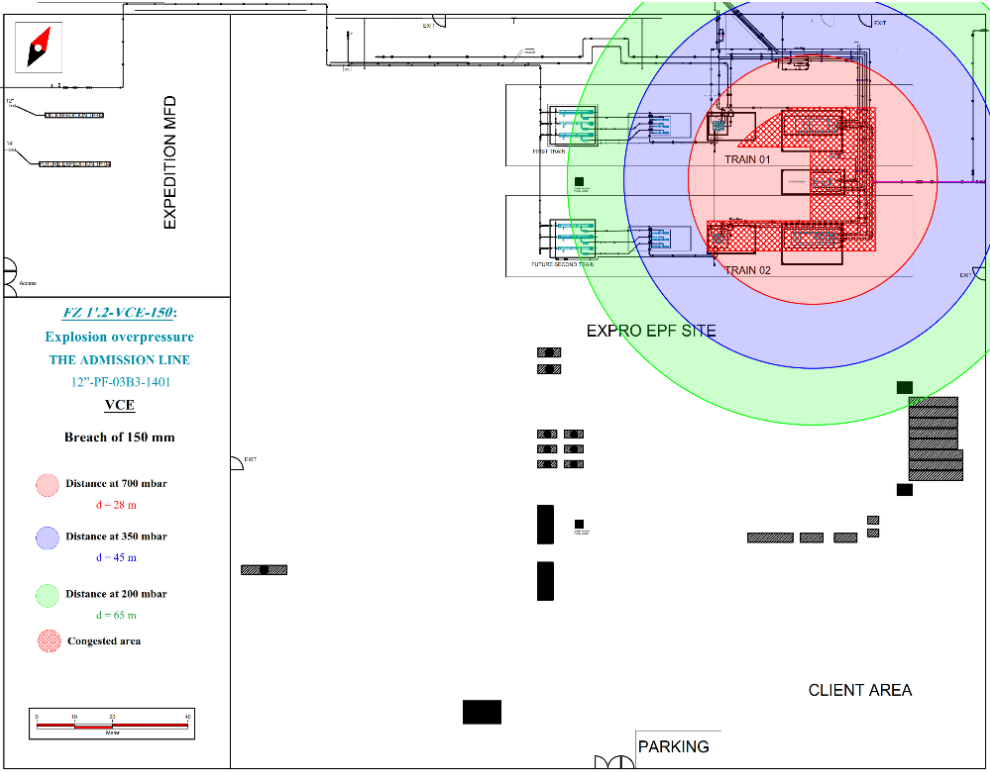 EXIT
EXIT
12"
14"
EXPEDITION MFD
FIRST TRAIN
TRAIN 01
FUTURE SECOND TRAIN
TRAIN 02
EXIT
Access
EXPRO EPF SITE
FZ 1'.2-VCE-150:
Explosion overpressure
THE ADMISSION LINE
12”-PF-03B3-1401
VCE
Breach of 150 mm
EXIT
Distance at 700 mbar
d = 28 m
Distance at 350 mbar
d = 45 m
Distance at 200 mbar
d = 65 m
Congested area
CLIENT AREA
0 10 20 40
Meter
PARKING